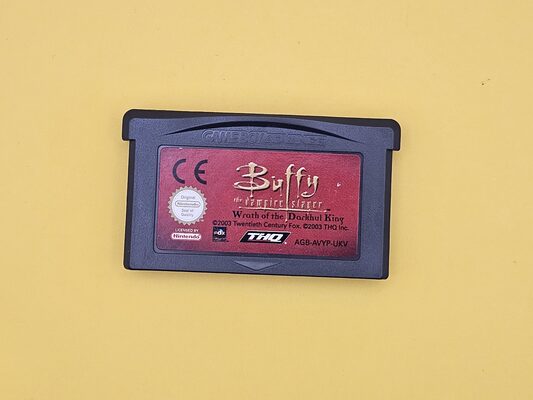 GAME BOY ADVANCE
CE
Original
Nintendo
Seal of Quality
LICENSED BY
Nintendo
Buffy
the vampire slayer
Wrath of the Darkhul King
©2003 Twentieth Century Fox. ©2003 THQ Inc.
THQ
AGB-AVYP-UKV